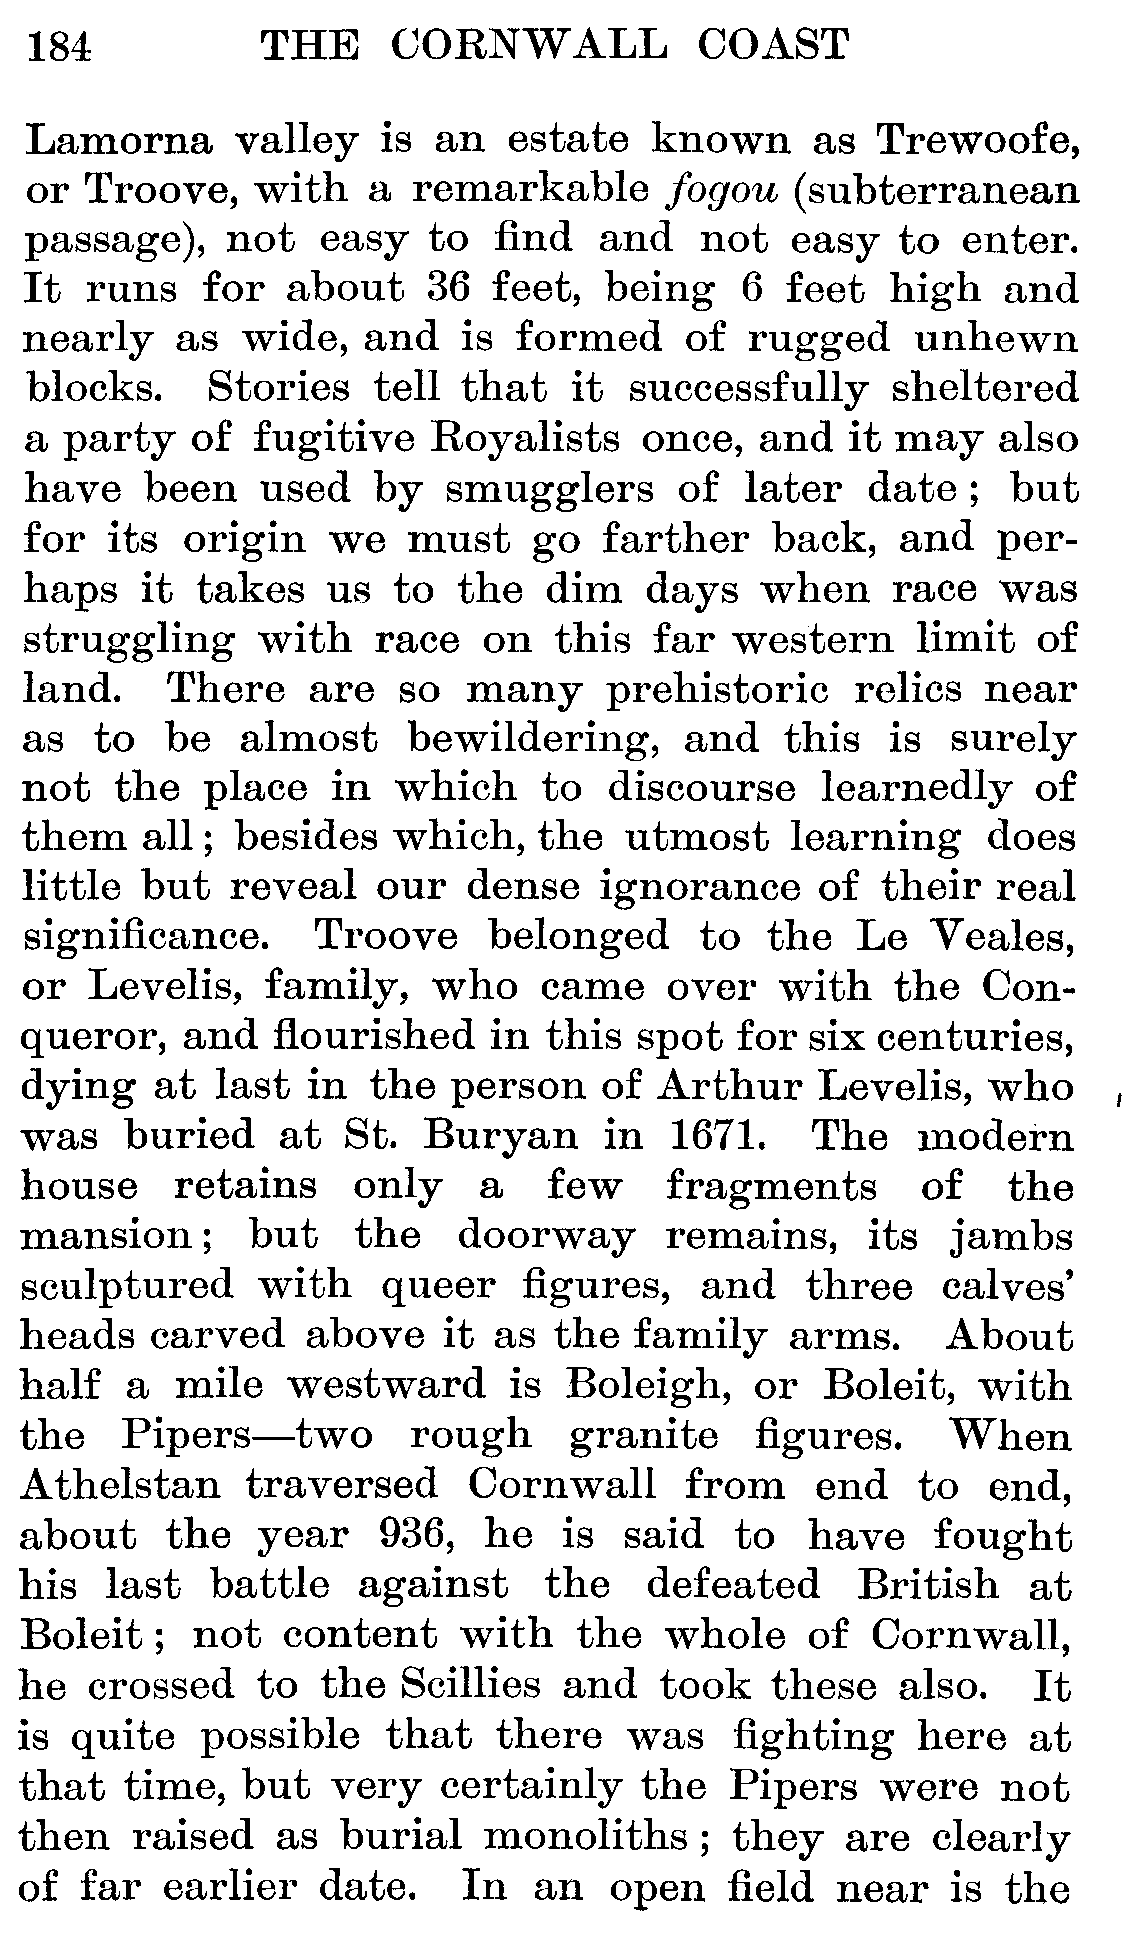 184 THE CORNWALL COAST
Lamorna valley is an estate known as Trewoofe,
or Troove, with a remarkable fogou (subterranean
passage), not easy to find and not easy to enter.
It runs for about 36 feet, being 6 feet high and
nearly as wide, and is formed of rugged unhewn
blocks. Stories tell that it successfully sheltered
a party of fugitive Royalists once, and it may also
have been used by smugglers of later date; but
for its origin we must go farther back, and per-
haps it takes us to the dim days when race was
struggling with race on this far western limit of
land. There are so many prehistoric relics near
as to be almost bewildering, and this is surely
not the place in which to discourse learnedly of
them all; besides which, the utmost learning does
little but reveal our dense ignorance of their real
significance. Troove belonged to the Le Veales,
or Levelis, family, who came over with the Con-
queror, and flourished in this spot for six centuries,
dying at last in the person of Arthur Levelis, who
was buried at St. Buryan in 1671. The modern
house retains only a few fragments of the
mansion; but the doorway remains, its jambs
sculptured with queer figures, and three calves'
heads carved above it as the family arms. About
half a mile westward is Boleigh, or Boleit, with
the Pipers—two rough granite figures. When
Athelstan traversed Cornwall from end to end,
about the year 936, he is said to have fought
his last battle against the defeated British at
Boleit; not content with the whole of Cornwall,
he crossed to the Scillies and took these also. It
is quite possible that there was fighting here at
that time, but very certainly the Pipers were not
then raised as burial monoliths; they are clearly
of far earlier date. In an open field near is the